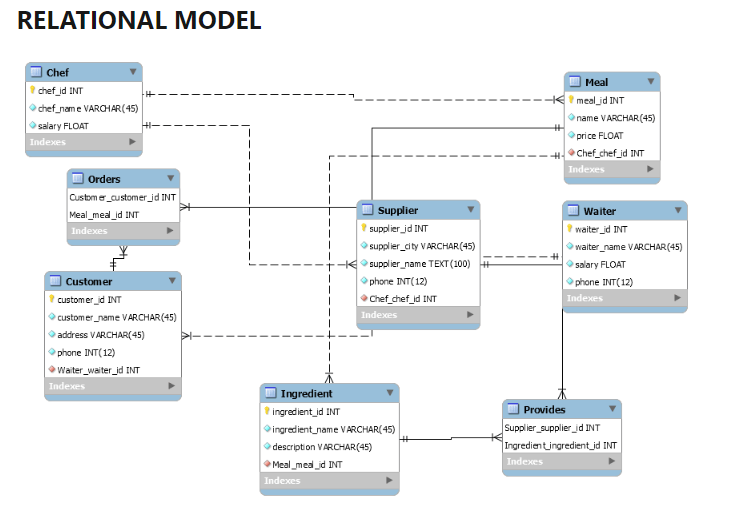 RELATIONAL MODEL
Chef
chef_id INT
chef_name VARCHAR(45)
salary FLOAT
Indexes
Meal
meal_id INT
name VARCHAR(45)
price FLOAT
Chef_chef_id INT
Indexes
Orders
Customer_customer_id INT
Meal_meal_id INT
Indexes
Supplier
supplier_id INT
supplier_city VARCHAR(45)
supplier_name TEXT(100)
phone INT(12)
Chef_chef_id INT
Indexes
Waiter
waiter_id INT
waiter_name VARCHAR(45)
salary FLOAT
phone INT(12)
Indexes
Customer
customer_id INT
customer_name VARCHAR(45)
address VARCHAR(45)
phone INT(12)
Waiter_waiter_id INT
Indexes
Ingredient
ingredient_id INT
ingredient_name VARCHAR(45)
description VARCHAR(45)
Meal_meal_id INT
Indexes
Provides
Supplier_supplier_id INT
Ingredient_ingredient_id INT
Indexes